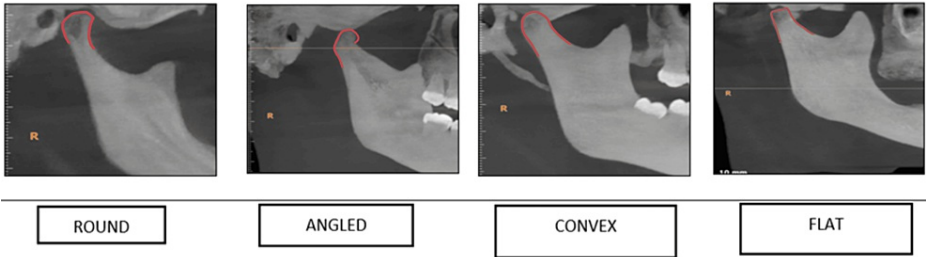 R
R
R
R
10 mm
ROUND
ANGLED
CONVEX
FLAT